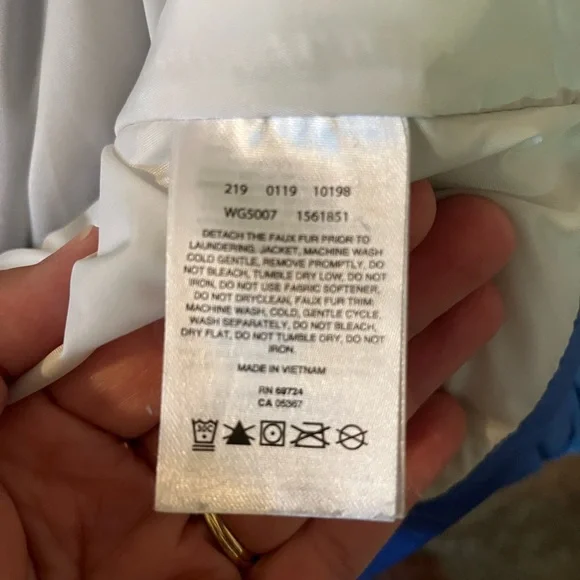 219 0119 10198
WG5007 1561851
DETACH THE FAUX FUR PRIOR TO
LAUNDERING, JACKET, MACHINE WASH
COLD GENTLE, REMOVE PROMPTLY, DO
NOT BLEACH, TUMBLE DRY LOW, DO NOT
IRON, DO NOT USE FABRIC SOFTENER,
DO NOT DRYCLEAN, FAUX FUR TRIM:
MACHINE WASH, COLD, GENTLE CYCLE,
WASH SEPARATELY, DO NOT BLEACH,
DRY FLAT, DO NOT TUMBLE DRY, DO NOT
IRON.
MADE IN VIETNAM
RN 68724
CA 05367
30C